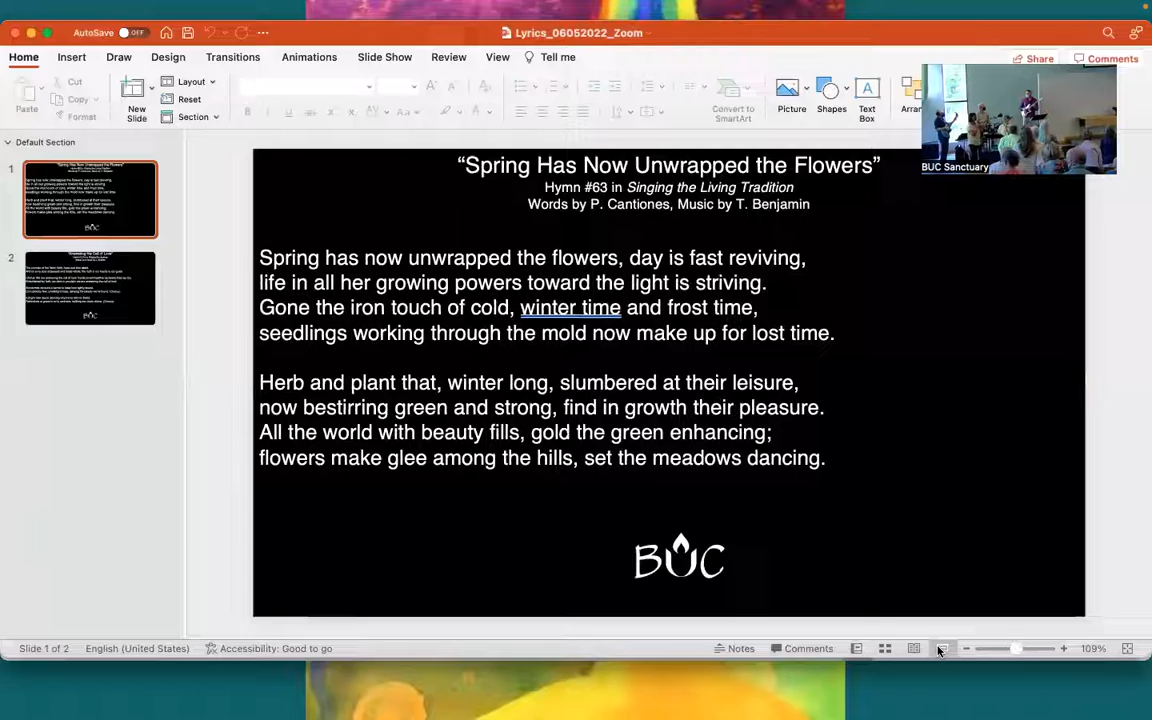 AutoSave OFF
Lyrics_06052022_Zoom
Home Insert Draw Design Transitions Animations Slide Show Review View Tell me
Share Comments
Paste
Cut
Copy
Format
New Slide
Layout
Reset
Section
Convert to SmartArt
Picture
Shapes
Text Box
Arran
BUC Sanctuary
Default Section
1
2
"Spring Has Now Unwrapped the Flowers"
Hymn #63 in Singing the Living Tradition
Words by P. Cantiones, Music by T. Benjamin
Spring has now unwrapped the flowers, day is fast reviving,
life in all her growing powers toward the light is striving.
Gone the iron touch of cold, winter time and frost time,
seedlings working through the mold now make up for lost time.
Herb and plant that, winter long, slumbered at their leisure,
now bestirring green and strong, find in growth their pleasure.
All the world with beauty fills, gold the green enhancing;
flowers make glee among the hills, set the meadows dancing.
BUC
Slide 1 of 2 English (United States) Accessibility: Good to go Notes Comments 109%